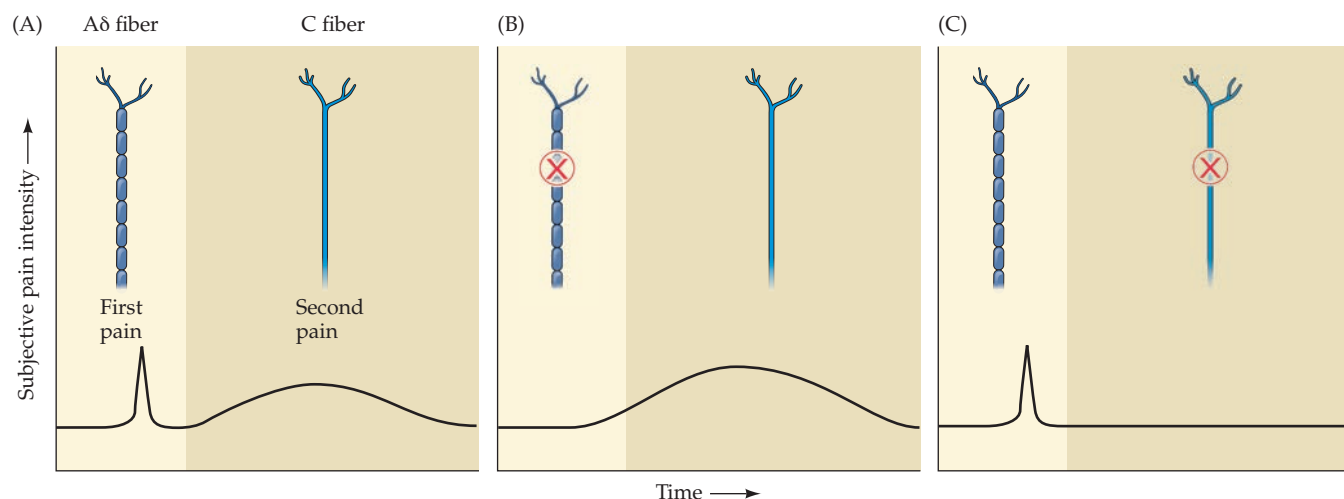 (A)
Aδ fiber
C fiber
(B)
(C)
Subjective pain intensity
First
pain
Second
pain
X
X
Time